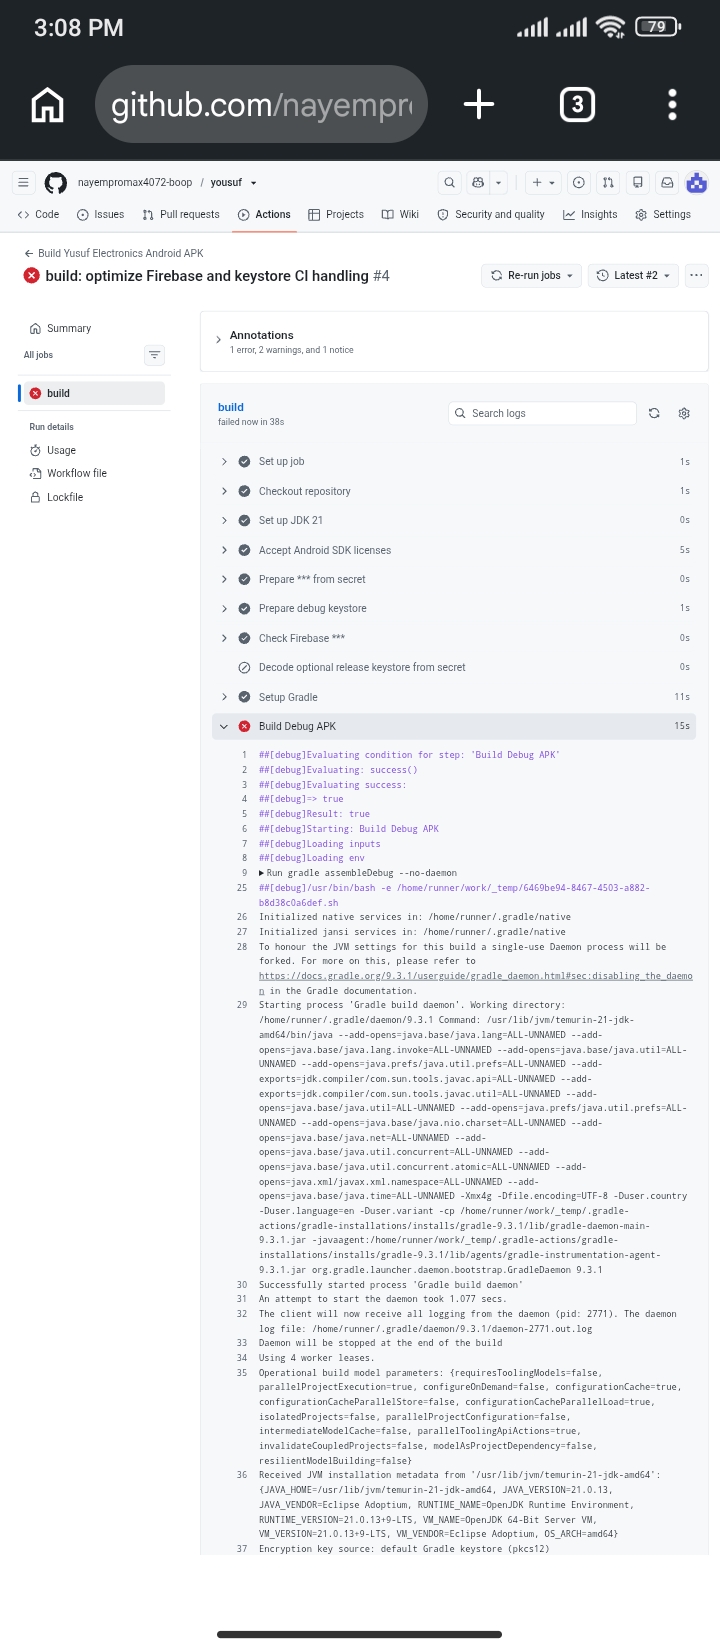 3:08 PM
79
github.com/nayempr
3
nayempromax4072-boop / yousuf
Code Issues Pull requests Actions Projects Wiki Security and quality Insights Settings
Build Yusuf Electronics Android APK
build: optimize Firebase and keystore CI handling #4
Re-run jobs
Latest #2
Summary
All jobs
build
Run details
Usage
Workflow file
Lockfile
Annotations
1 error, 2 warnings, and 1 notice
build
failed now in 38s
Search logs
Set up job 1s
Checkout repository 1s
Set up JDK 21 0s
Accept Android SDK licenses 5s
Prepare *** from secret 0s
Prepare debug keystore 1s
Check Firebase *** 0s
Decode optional release keystore from secret 0s
Setup Gradle 11s
Build Debug APK 15s
1 ##[debug]Evaluating condition for step: 'Build Debug APK'
2 ##[debug]Evaluating: success()
3 ##[debug]Evaluating success:
4 ##[debug]=> true
5 ##[debug]Result: true
6 ##[debug]Starting: Build Debug APK
7 ##[debug]Loading inputs
8 ##[debug]Loading env
9 ▶Run gradle assembleDebug --no-daemon
25 ##[debug]/usr/bin/bash -e /home/runner/work/_temp/6469be94-8467-4503-a882-
b8d38c0a6def.sh
26 Initialized native services in: /home/runner/.gradle/native
27 Initialized jansi services in: /home/runner/.gradle/native
28 To honour the JVM settings for this build a single-use Daemon process will be
forked. For more on this, please refer to
https://docs.gradle.org/9.3.1/userguide/gradle_daemon.html#sec:disabling_the_daemo
n in the Gradle documentation.
29 Starting process 'Gradle build daemon'. Working directory:
/home/runner/.gradle/daemon/9.3.1 Command: /usr/lib/jvm/temurin-21-jdk-
amd64/bin/java --add-opens=java.base/java.lang=ALL-UNNAMED --add-
opens=java.base/java.lang.invoke=ALL-UNNAMED --add-opens=java.base/java.util=ALL-
UNNAMED --add-opens=java.prefs/java.util.prefs=ALL-UNNAMED --add-
exports=jdk.compiler/com.sun.tools.javac.api=ALL-UNNAMED --add-
exports=jdk.compiler/com.sun.tools.javac.util=ALL-UNNAMED --add-
opens=java.base/java.util=ALL-UNNAMED --add-opens=java.prefs/java.util.prefs=ALL-
UNNAMED --add-opens=java.base/java.nio.charset=ALL-UNNAMED --add-
opens=java.base/java.net=ALL-UNNAMED --add-
opens=java.base/java.util.concurrent=ALL-UNNAMED --add-
opens=java.base/java.util.concurrent.atomic=ALL-UNNAMED --add-
opens=java.xml/javax.xml.namespace=ALL-UNNAMED --add-
opens=java.base/java.time=ALL-UNNAMED -Xmx4g -Dfile.encoding=UTF-8 -Duser.country
-Duser.language=en -Duser.variant -cp /home/runner/work/_temp/.gradle-
actions/gradle-installations/installs/gradle-9.3.1/lib/gradle-daemon-main-
9.3.1.jar -javaagent:/home/runner/work/_temp/.gradle-actions/gradle-
installations/installs/gradle-9.3.1/lib/agents/gradle-instrumentation-agent-
9.3.1.jar org.gradle.launcher.daemon.bootstrap.GradleDaemon 9.3.1
30 Successfully started process 'Gradle build daemon'
31 An attempt to start the daemon took 1.077 secs.
32 The client will now receive all logging from the daemon (pid: 2771). The daemon
log file: /home/runner/.gradle/daemon/9.3.1/daemon-2771.out.log
33 Daemon will be stopped at the end of the build
34 Using 4 worker leases.
35 Operational build model parameters: {requiresToolingModels=false,
parallelProjectExecution=true, configureOnDemand=false, configurationCache=true,
configurationCacheParallelStore=false, configurationCacheParallelLoad=true,
isolatedProjects=false, parallelProjectConfiguration=false,
intermediateModelCache=false, parallelToolingApiActions=true,
invalidateCoupledProjects=false, modelAsProjectDependency=false,
resilientModelBuilding=false}
36 Received JVM installation metadata from '/usr/lib/jvm/temurin-21-jdk-amd64':
{JAVA_HOME=/usr/lib/jvm/temurin-21-jdk-amd64, JAVA_VERSION=21.0.13,
JAVA_VENDOR=Eclipse Adoptium, RUNTIME_NAME=OpenJDK Runtime Environment,
RUNTIME_VERSION=21.0.13+9-LTS, VM_NAME=OpenJDK 64-Bit Server VM,
VM_VERSION=21.0.13+9-LTS, VM_VENDOR=Eclipse Adoptium, OS_ARCH=amd64}
37 Encryption key source: default Gradle keystore (pkcs12)